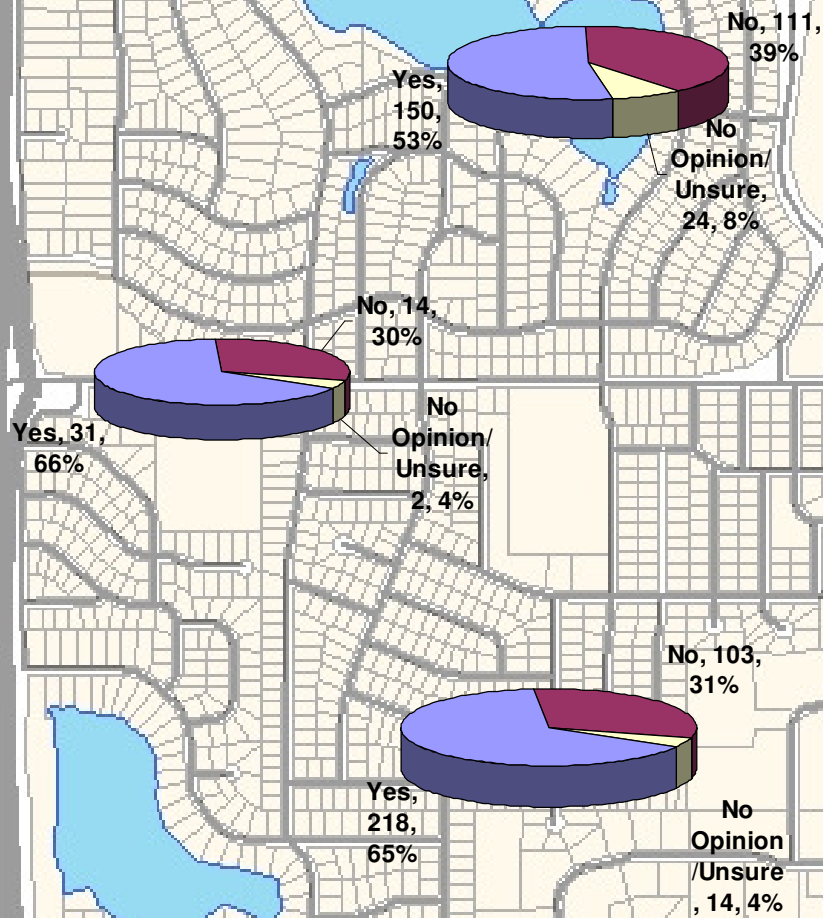 No, 111,
39%
Yes,
150,
53%
No
Opinion/
Unsure,
24, 8%
No, 14,
30%
Yes, 31,
66%
No
Opinion/
Unsure,
2, 4%
No, 103,
31%
Yes,
218,
65%
No
Opinion
/Unsure
, 14, 4%